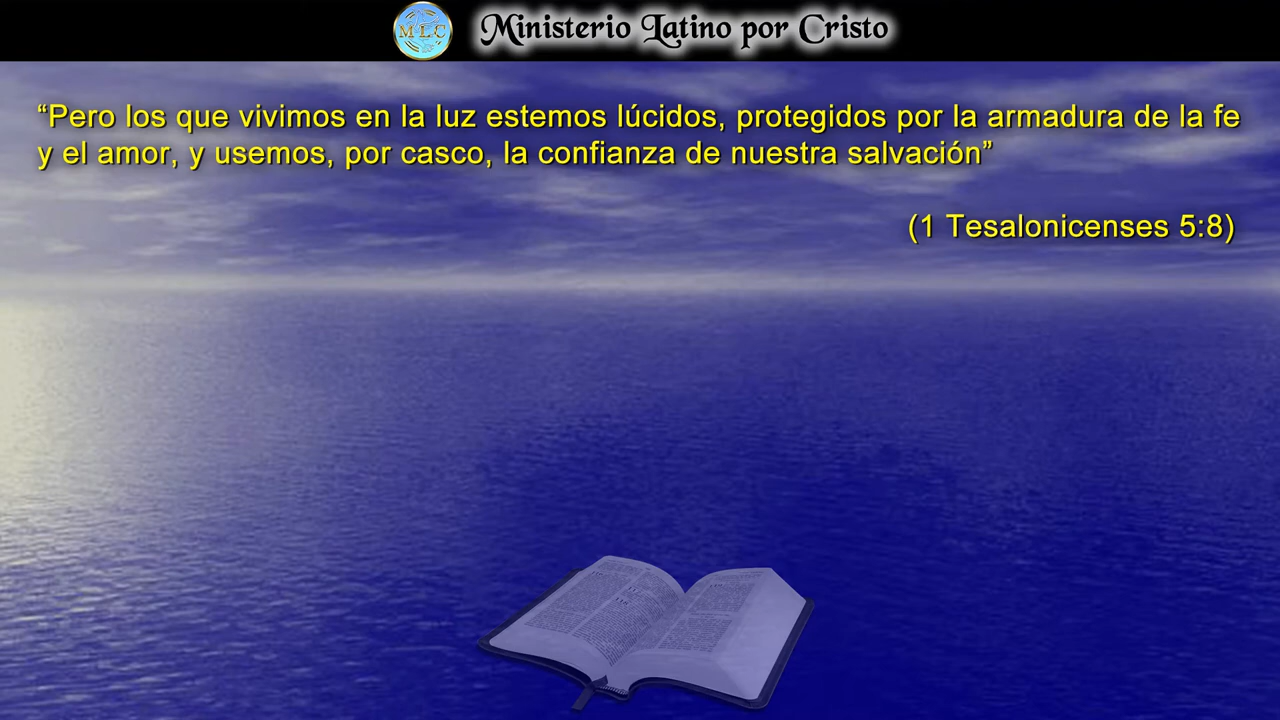 MLC Ministerio Latino por Cristo
“Pero los que vivimos en la luz estemos lúcidos, protegidos por la armadura de la fe
y el amor, y usemos, por casco, la confianza de nuestra salvación”
(1 Tesalonicenses 5:8)